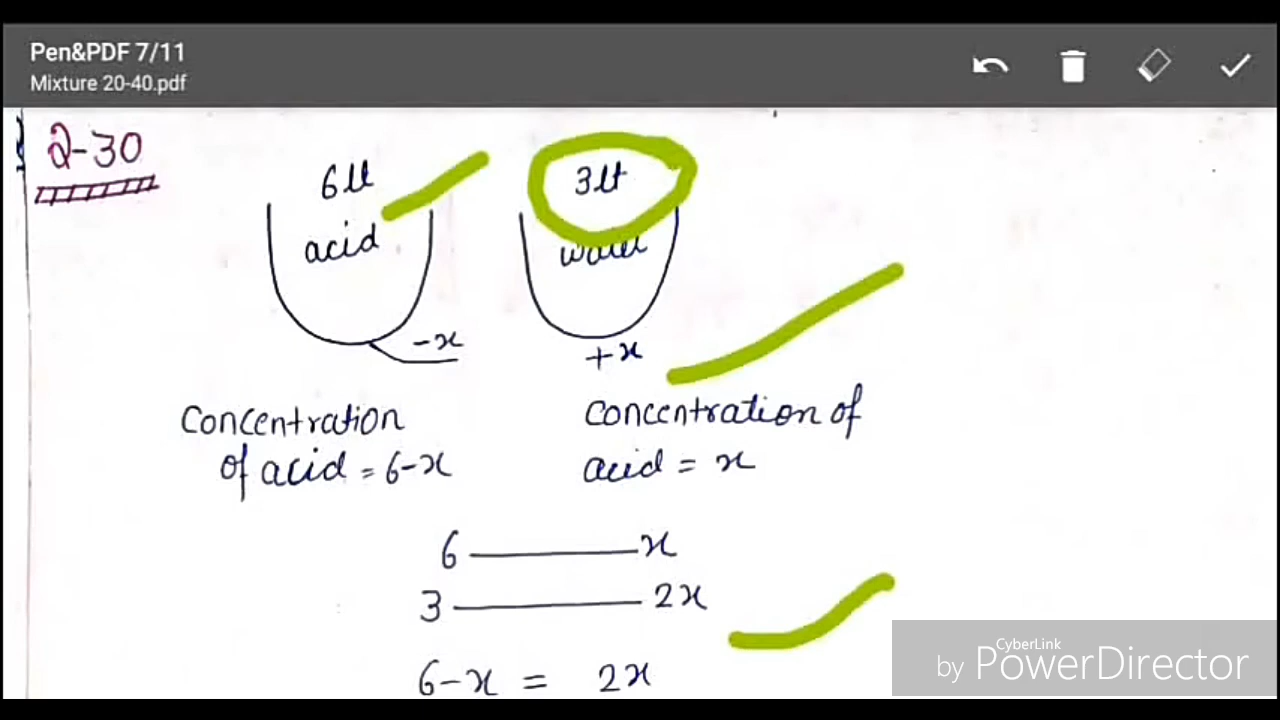 Pen&PDF 7/11
Mixture 20-40.pdf
Q-30
6lt 3lt
acid water
-x +x
Concentration of acid = 6-x
Concentration of acid = x
6 x
3 2x
6-x = 2x
CyberLink
by PowerDirector